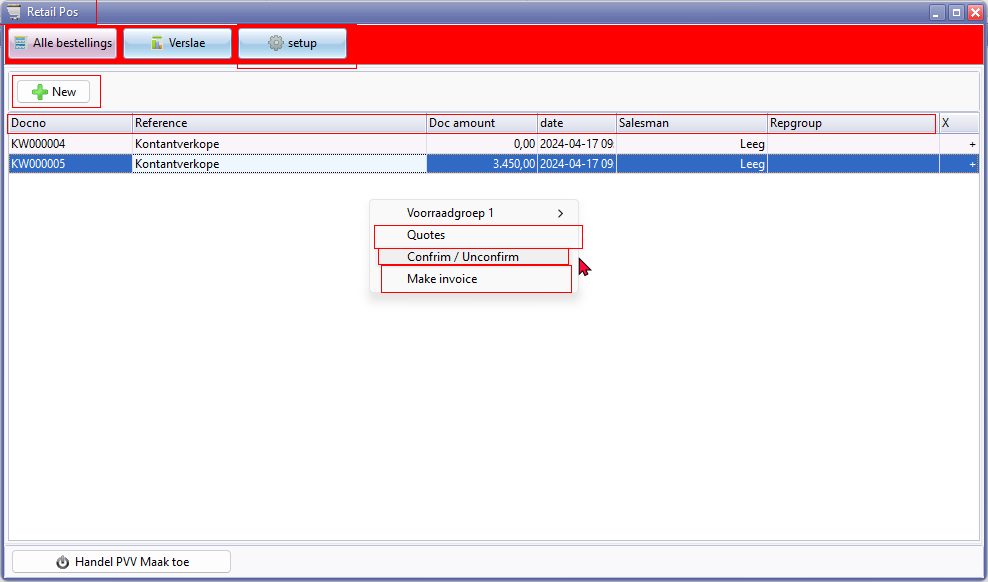 Retail Pos
Alle bestellings Verslae setup
New
Docno Reference Doc amount date Salesman Repgroup X
KW000004 Kontantverkope 0,00 2024-04-17 09 Leeg +
KW000005 Kontantverkope 3.450,00 2024-04-17 09 Leeg +
Voorraadgroep 1
Quotes
Confrim / Unconfirm
Make invoice
Handel PVV Maak toe